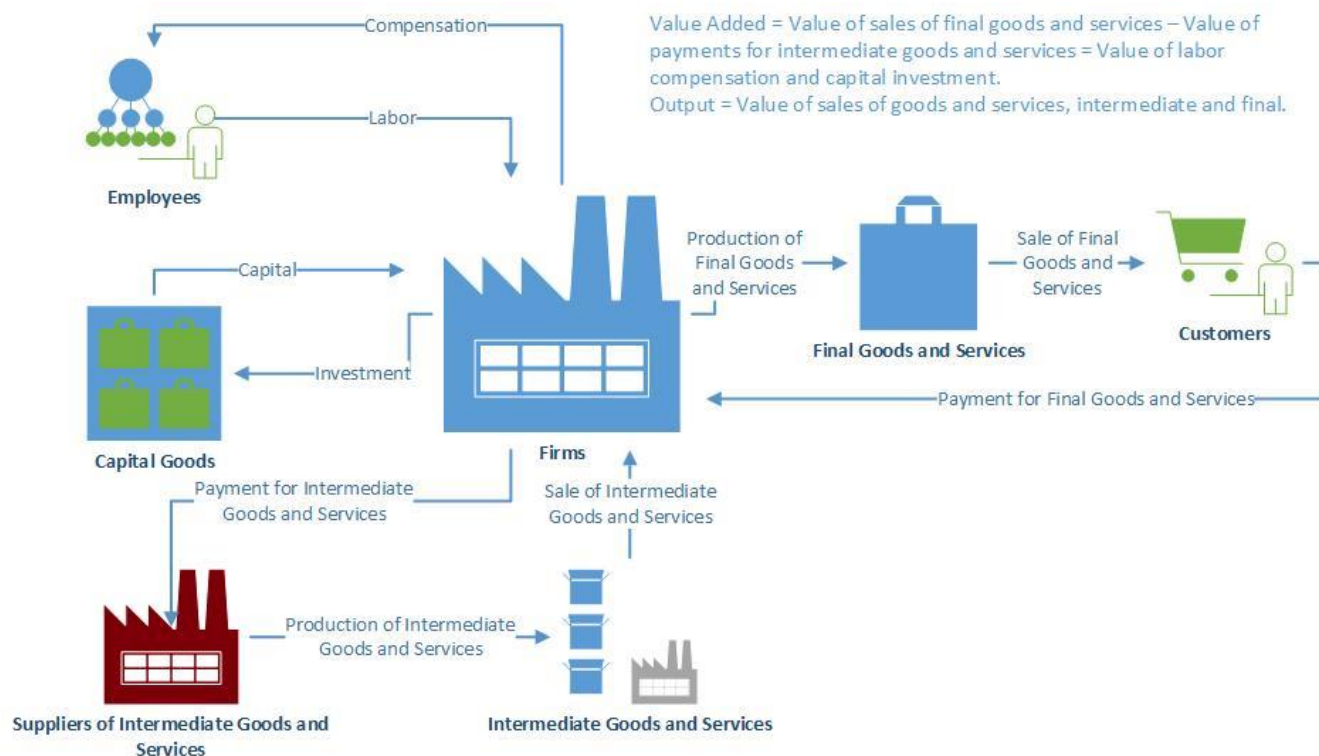 Compensation
Value Added = Value of sales of final goods and services – Value of
payments for intermediate goods and services = Value of labor
compensation and capital investment.
Output = Value of sales of goods and services, intermediate and final.
Labor
Employees
Production of
Final Goods
and Services
Sale of Final
Goods and
Services
Capital
Customers
Final Goods and Services
Investment
Payment for Final Goods and Services
Capital Goods
Firms
Payment for Intermediate
Goods and Services
Sale of Intermediate
Goods and Services
Production of Intermediate
Goods and Services
Suppliers of Intermediate Goods and
Services
Intermediate Goods and Services